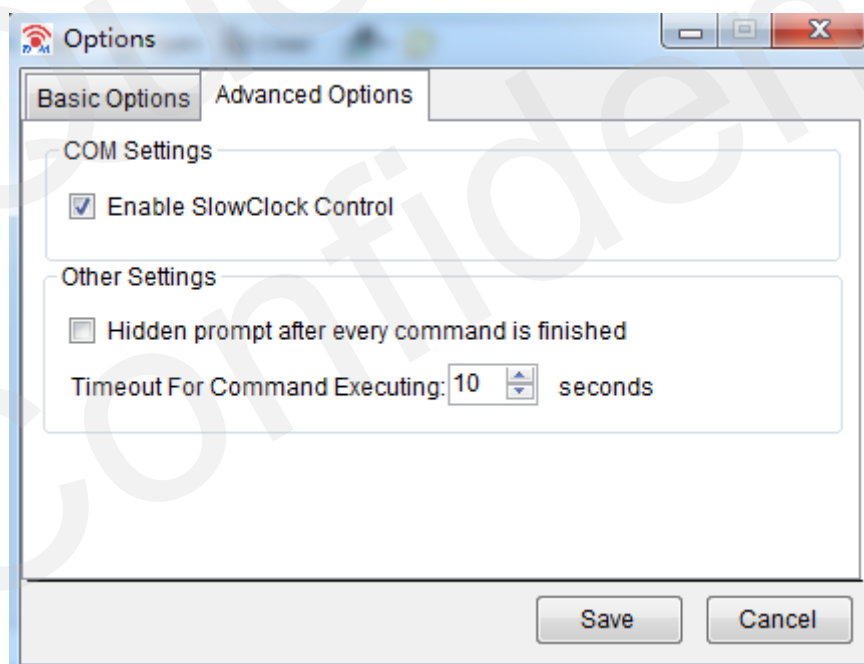 Options
Basic Options Advanced Options
COM Settings
Enable SlowClock Control
Other Settings
Hidden prompt after every command is finished
Timeout For Command Executing: 10 seconds
Save Cancel